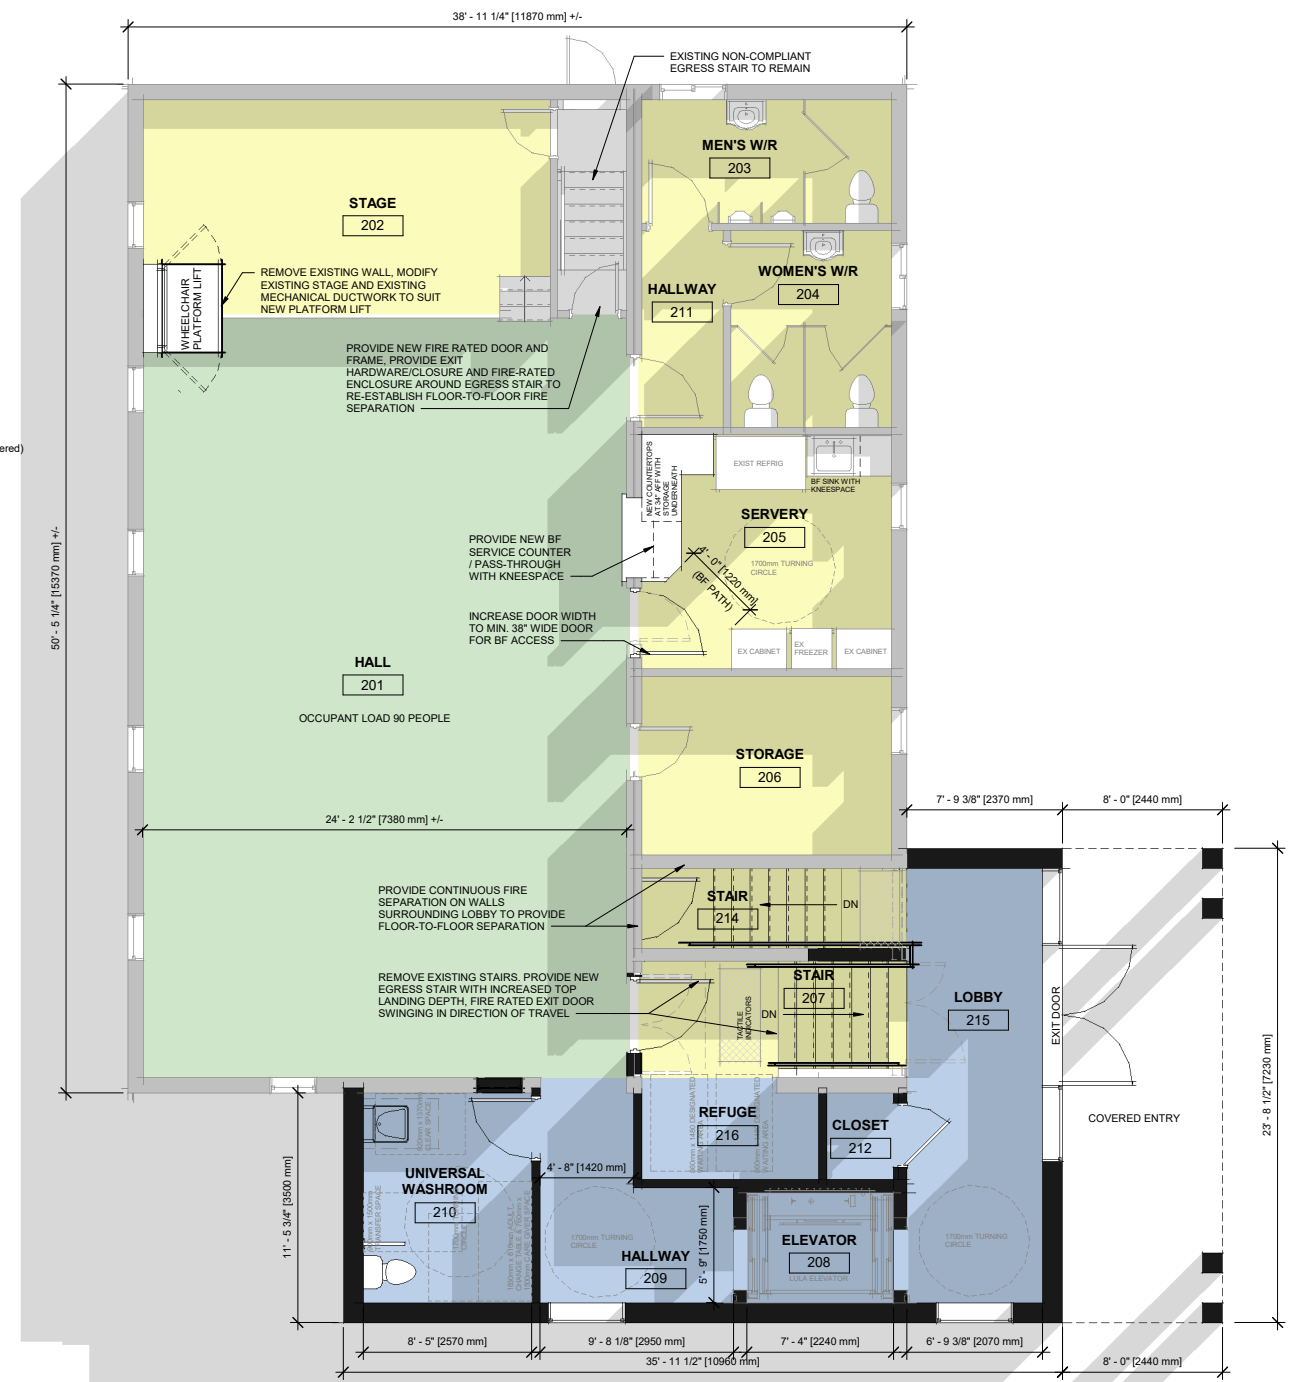 38' - 11 1/4" [11870 mm] +/-
EXISTING NON-COMPLIANT
EGRESS STAIR TO REMAIN
MEN'S W/R
203
STAGE
202
WOMEN'S W/R
204
HALLWAY
211
WHEELCHAIR
PLATFORM LIFT
REMOVE EXISTING WALL, MODIFY
EXISTING STAGE AND EXISTING
MECHANICAL DUCTWORK TO SUIT
NEW PLATFORM LIFT
PROVIDE NEW FIRE RATED DOOR AND
FRAME, PROVIDE EXIT
HARDWARE/CLOSURE AND FIRE-RATED
ENCLOSURE AROUND EGRESS STAIR TO
RE-ESTABLISH FLOOR-TO-FLOOR FIRE
SEPARATION
ered)
NEW COUNTERTOPS
AT 34" AFF WITH
STORAGE
UNDERNEATH
EXIST REFRIG
BF SINK WITH
KNEESPACE
SERVERY
205
1700mm TURNING
CIRCLE
4' - 0" [1220 mm]
(BF PATH)
PROVIDE NEW BF
SERVICE COUNTER
/ PASS-THROUGH
WITH KNEESPACE
50' - 5 1/4" [15370 mm] +/-
INCREASE DOOR WIDTH
TO MIN. 38" WIDE DOOR
FOR BF ACCESS
EX CABINET
EX
FREEZER
EX CABINET
HALL
201
OCCUPANT LOAD 90 PEOPLE
STORAGE
206
7' - 9 3/8" [2370 mm]
8' - 0" [2440 mm]
24' - 2 1/2" [7380 mm] +/-
PROVIDE CONTINUOUS FIRE
SEPARATION ON WALLS
SURROUNDING LOBBY TO PROVIDE
FLOOR-TO-FLOOR SEPARATION
STAIR
214
DN
REMOVE EXISTING STAIRS. PROVIDE NEW
EGRESS STAIR WITH INCREASED TOP
LANDING DEPTH, FIRE RATED EXIT DOOR
SWINGING IN DIRECTION OF TRAVEL
STAIR
207
DN
TACTILE
INDICATORS
LOBBY
215
EXIT DOOR
COVERED ENTRY
23' - 8 1/2" [7230 mm]
REFUGE
216
CLOSET
212
UNIVERSAL
WASHROOM
210
4' - 8" [1420 mm]
11' - 5 3/4" [3500 mm]
5' - 9" [1750 mm]
1700mm TURNING
CIRCLE
HALLWAY
209
ELEVATOR
208
LULA ELEVATOR
1700mm TURNING
CIRCLE
8' - 5" [2570 mm]
9' - 8 1/8" [2950 mm]
7' - 4" [2240 mm]
6' - 9 3/8" [2070 mm]
35' - 11 1/2" [10960 mm]
8' - 0" [2440 mm]